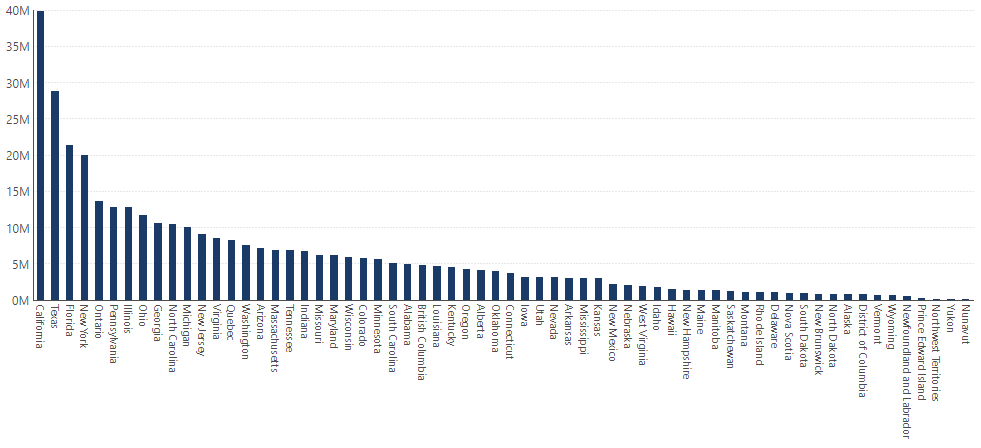 40M
35M
30M
25M
20M
15M
10M
5M
0M
California
Texas
Florida
New York
Ontario
Pennsylvania
Illinois
Ohio
Georgia
North Carolina
Michigan
New Jersey
Virginia
Quebec
Washington
Arizona
Massachusetts
Tennessee
Indiana
Missouri
Maryland
Wisconsin
Colorado
Minnesota
South Carolina
Alabama
British Columbia
Louisiana
Kentucky
Oregon
Alberta
Oklahoma
Connecticut
Iowa
Utah
Nevada
Arkansas
Mississippi
Kansas
New Mexico
Nebraska
West Virginia
Idaho
Hawaii
New Hampshire
Maine
Manitoba
Saskatchewan
Montana
Rhode Island
Delaware
Nova Scotia
South Dakota
New Brunswick
North Dakota
Alaska
District of Columbia
Vermont
Wyoming
Newfoundland and Labrador
Prince Edward Island
Northwest Territories
Yukon
Nunavut